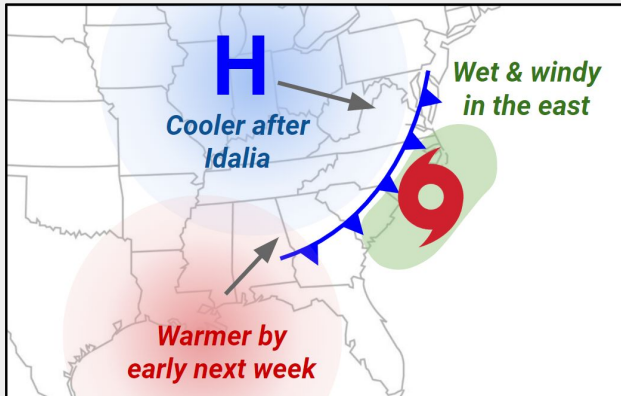 H
Cooler after
Idalia
Wet & windy
in the east
Warmer by
early next week